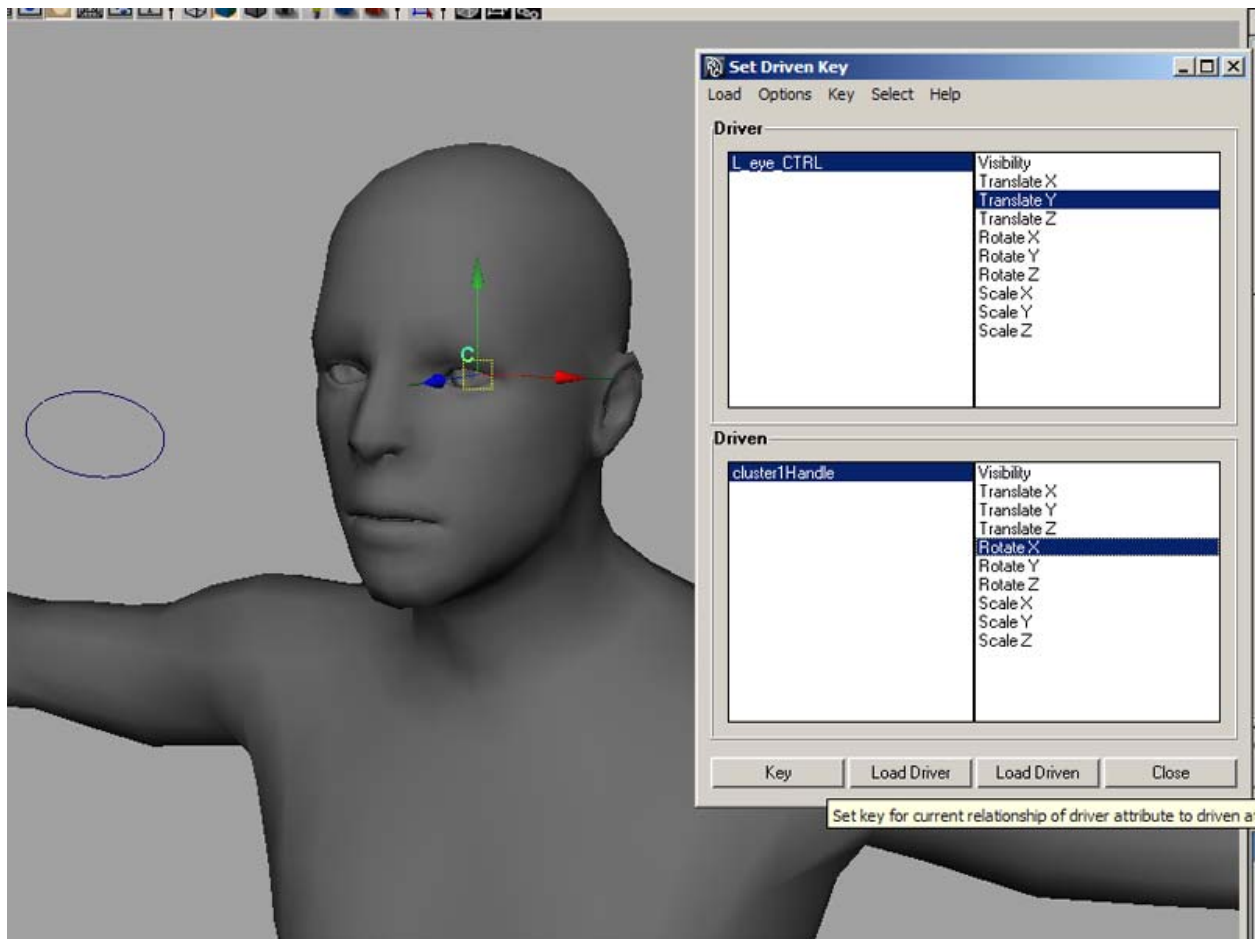 Set Driven Key
Load Options Key Select Help
Driver
L_eye_CTRL
Visibility
Translate X
Translate Y
Translate Z
Rotate X
Rotate Y
Rotate Z
Scale X
Scale Y
Scale Z
C
Driven
cluster1Handle
Visibility
Translate X
Translate Y
Translate Z
Rotate X
Rotate Y
Rotate Z
Scale X
Scale Y
Scale Z
Key Load Driver Load Driven Close
Set key for current relationship of driver attribute to driven a